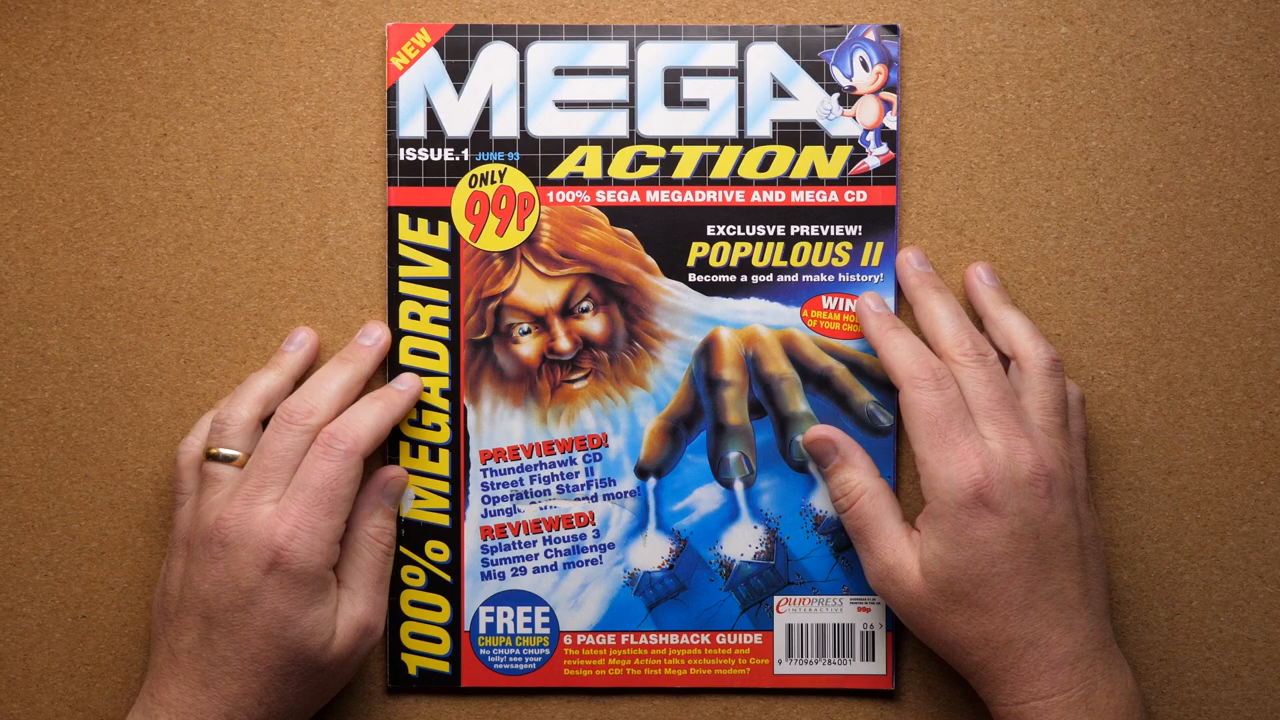 NEW
MEGA
ACTION
ISSUE.1 JUNE 93
ONLY
99P
100% SEGA MEGADRIVE AND MEGA CD
100% MEGADRIVE
EXCLUSVE PREVIEW!
POPULOUS II
Become a god and make history!
WIN
A DREAM
OF YOUR
PREVIEWED!
Thunderhawk CD
Street Fighter II
Operation StarFi5h
and more!
REVIEWED!
Splatter House 3
Summer Challenge
Mig 29 and more!
FREE
CHUPA CHUPS
No CHUPA CHUPS
lolly! see your
newsagent
6 PAGE FLASHBACK GUIDE
The latest joysticks and joypads tested and
reviewed! Mega Action talks exclusively to Core
Design on CD! The first Mega Drive modem?
europress
INTERACTIVE
99p
06 >
9 770969 284001